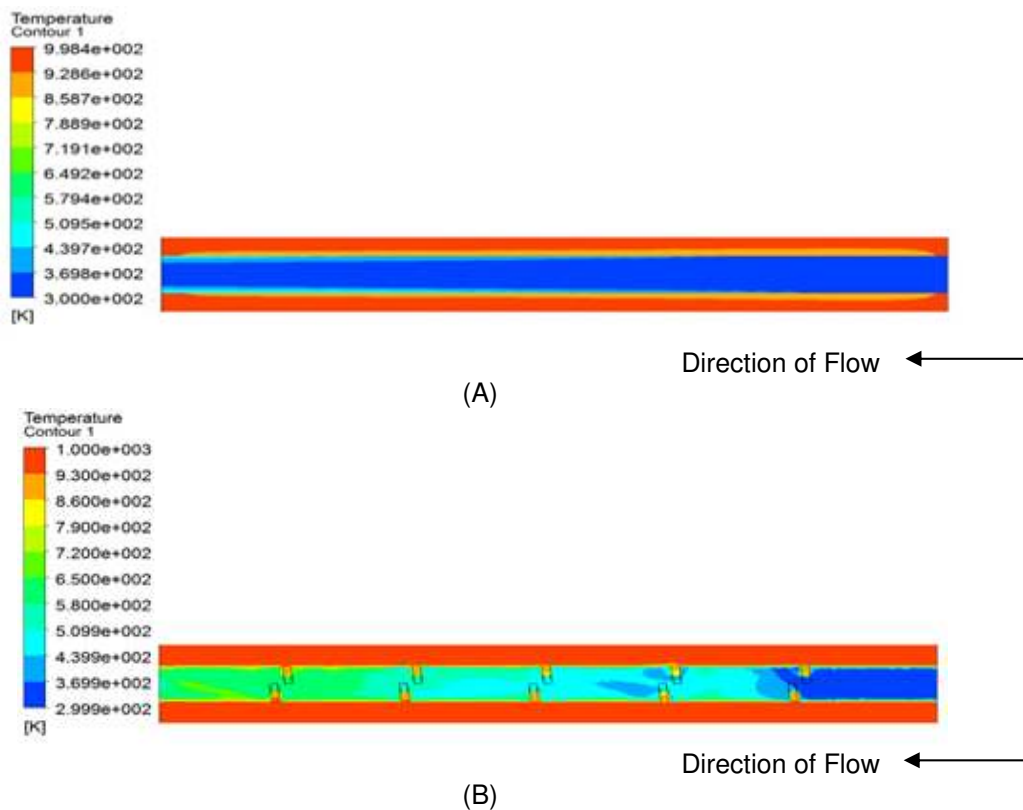 Temperature
Contour 1
9.984e+002
9.286e+002
8.587e+002
7.889e+002
7.191e+002
6.492e+002
5.794e+002
5.095e+002
4.397e+002
3.698e+002
3.000e+002
[K]
Direction of Flow
(A)
Temperature
Contour 1
1.000e+003
9.300e+002
8.600e+002
7.900e+002
7.200e+002
6.500e+002
5.800e+002
5.099e+002
4.399e+002
3.699e+002
2.999e+002
[K]
Direction of Flow
(B)